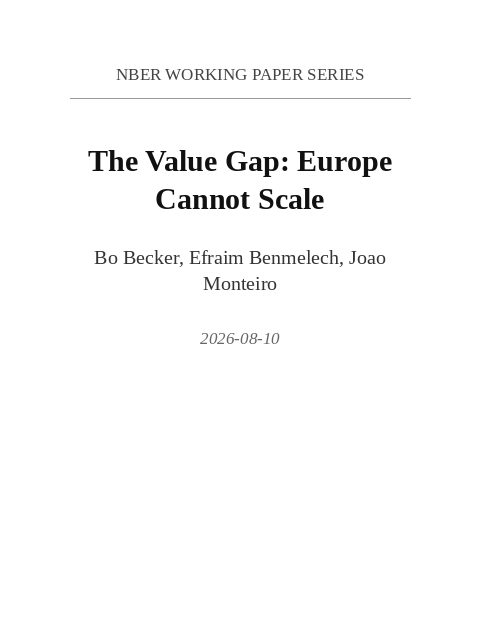 NBER WORKING PAPER SERIES
The Value Gap: Europe
Cannot Scale
Bo Becker, Efraim Benmelech, Joao
Monteiro
2026-08-10